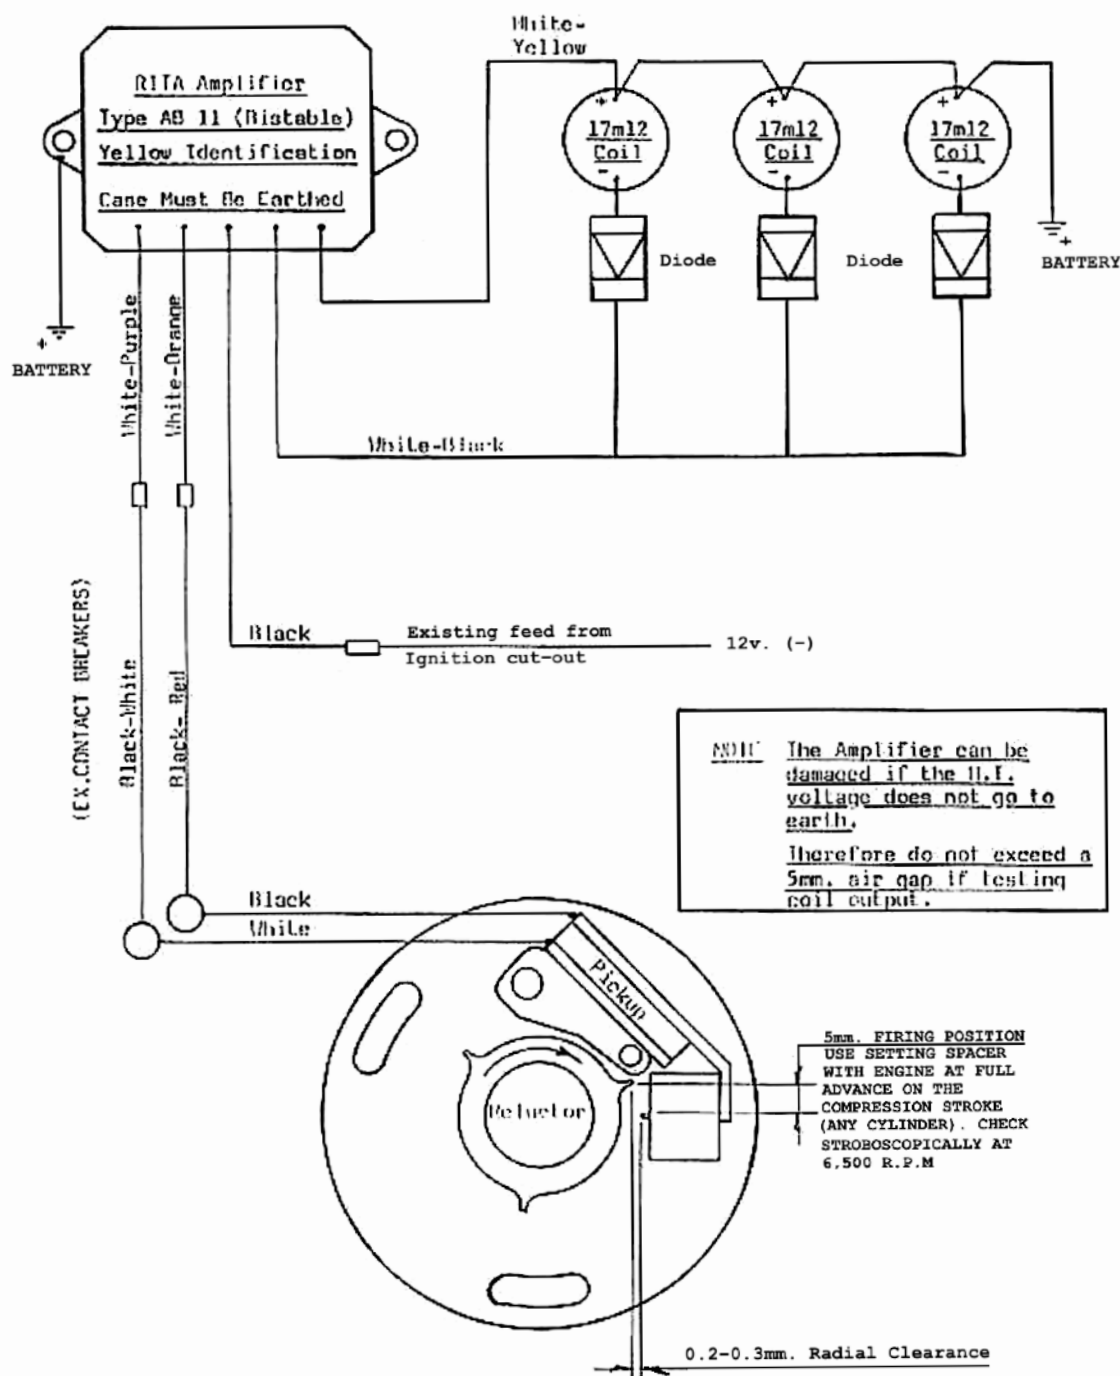 White-
Yellow
RITA Amplifier
Type AB 11 (Bistable)
Yellow Identification
Case Must Be Earthed
+
17m12
Coil
-
+
17m12
Coil
-
+
17m12
Coil
-
Diode
Diode
+
BATTERY
+
BATTERY
White-Purple
White-Orange
White-Black
(EX.CONTACT BREAKERS)
Black-White
Black-Red
Black
Existing feed from
Ignition cut-out
12v. (-)
NOTE The Amplifier can be
damaged if the H.T.
voltage does not go to
earth.
Therefore do not exceed a
5mm. air gap if testing
coil output.
Black
White
Pickup
Reluctor
5mm. FIRING POSITION
USE SETTING SPACER
WITH ENGINE AT FULL
ADVANCE ON THE
COMPRESSION STROKE
(ANY CYLINDER). CHECK
STROBOSCOPICALLY AT
6,500 R.P.M
0.2-0.3mm. Radial Clearance